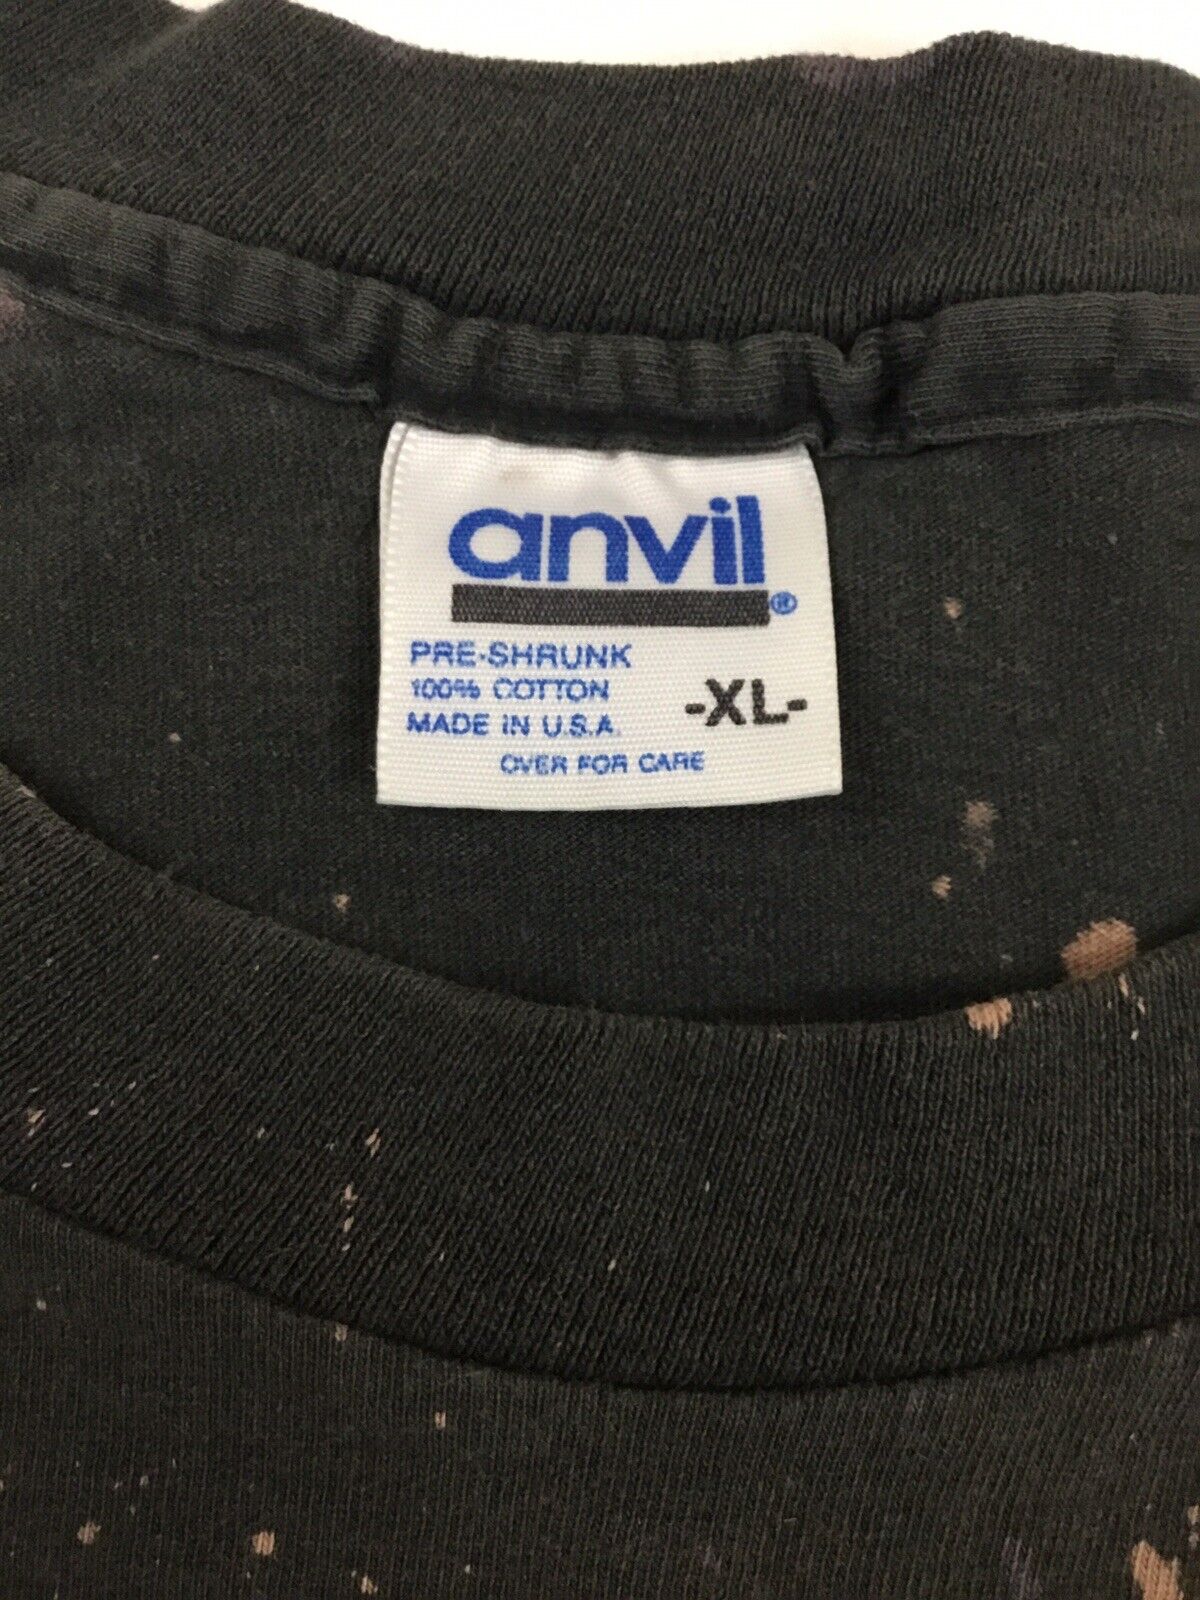 anvil®
PRE-SHRUNK
100% COTTON
MADE IN U.S.A.
-XL-
OVER FOR CARE